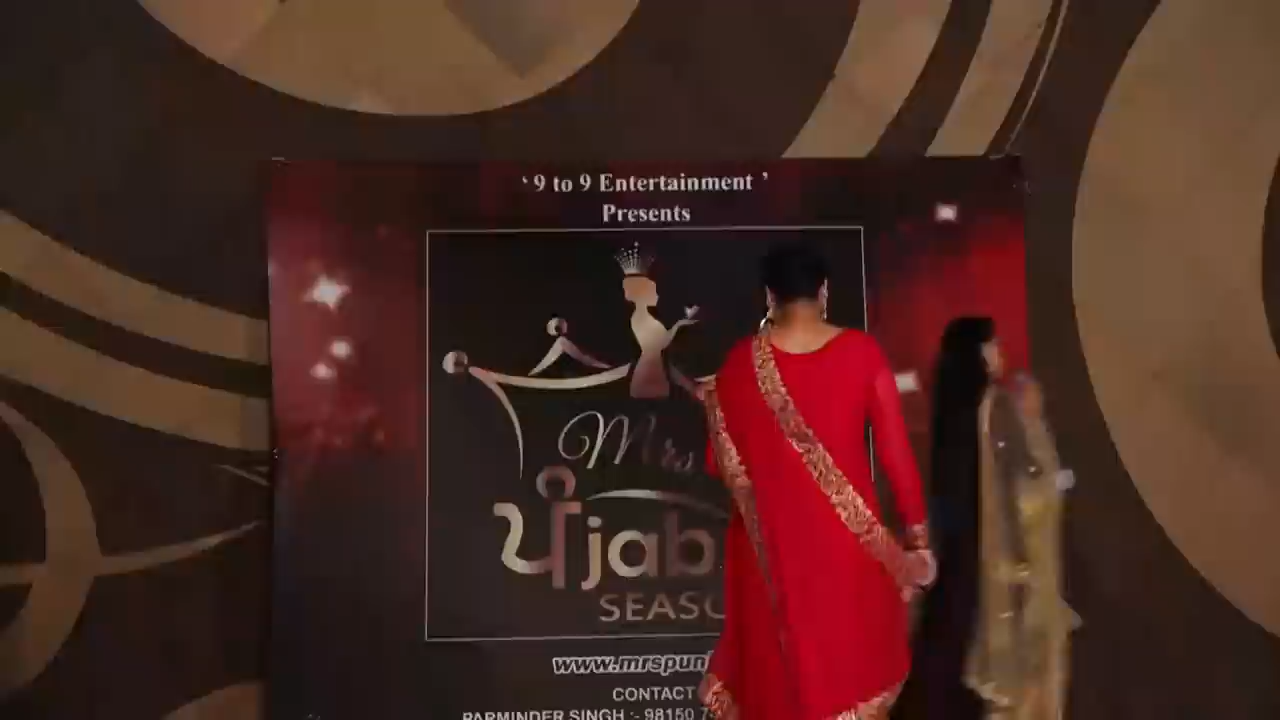 ‘ 9 to 9 Entertainment ’
Presents
Mrs
ਪੰjab
SEASO
www.mrspun
CONTACT
PARMINDER SINGH :- 98150 7